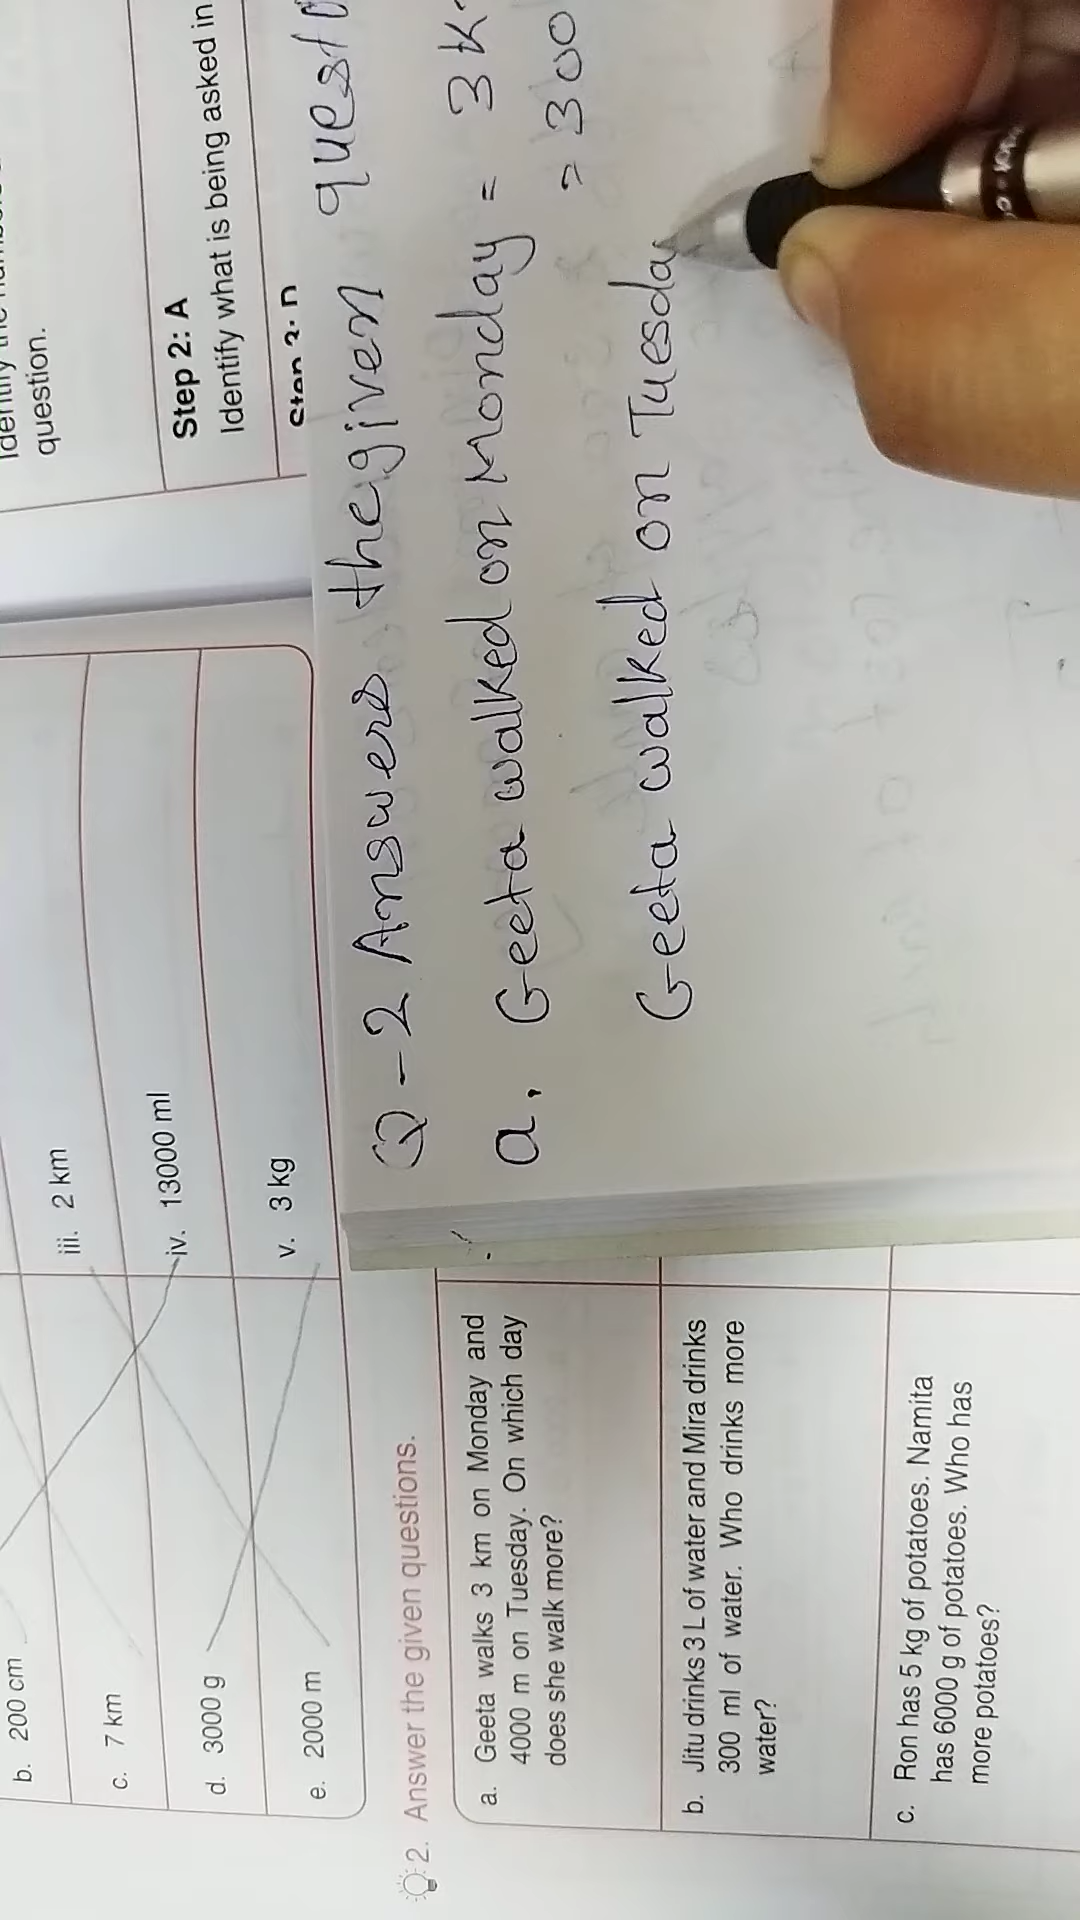 question.
Step 2: A
Identify what is being asked in
b. 200 cm
c. 7 km
d. 3000 g
e. 2000 m
iii. 2 km
iv. 13000 ml
v. 3 kg
2. Answer the given questions.
a. Geeta walks 3 km on Monday and
4000 m on Tuesday. On which day
does she walk more?
b. Jitu drinks 3 L of water and Mira drinks
300 ml of water. Who drinks more
water?
c. Ron has 5 kg of potatoes. Namita
has 6000 g of potatoes. Who has
more potatoes?
Q-2 Answers the given
a. Geeta walked on Monday = 3 K
= 300
Geeta walked on Tuesda